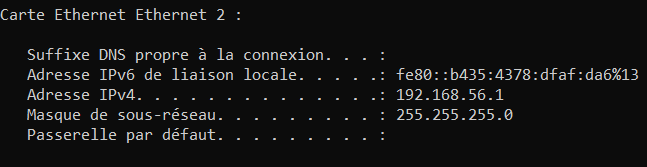 Carte Ethernet Ethernet 2 :
Suffixe DNS propre à la connexion. . . :
Adresse IPv6 de liaison locale. . . . .: fe80::b435:4378:dfaf:da6%13
Adresse IPv4. . . . . . . . . . . . . .: 192.168.56.1
Masque de sous-réseau. . . . . . . . . : 255.255.255.0
Passerelle par défaut. . . . . . . . . :